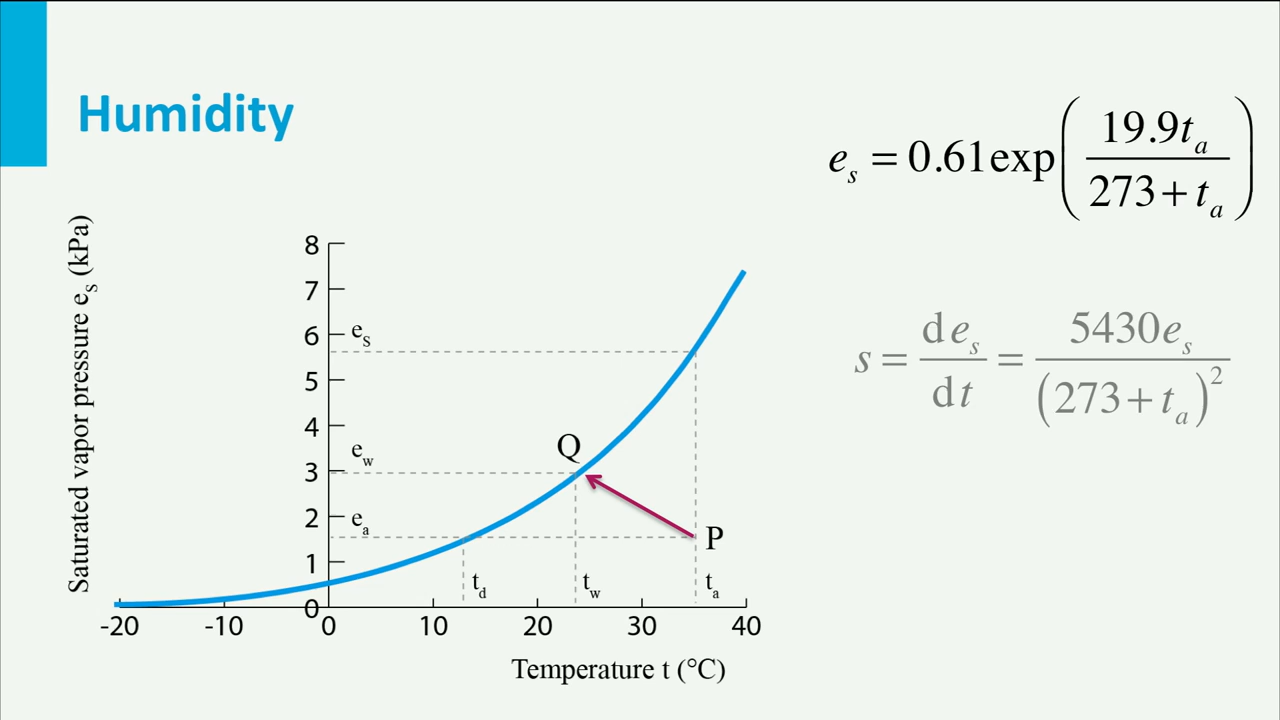 Humidity
e_s = 0.61 exp(19.9t_a / (273 + t_a))
s = de_s/dt = 5430e_s / (273 + t_a)^2
Saturated vapor pressure e_s (kPa)
8
7
6
5
4
3
2
1
0
e_s
e_w
e_a
Q
P
t_d t_w t_a
-20 -10 0 10 20 30 40
Temperature t (°C)